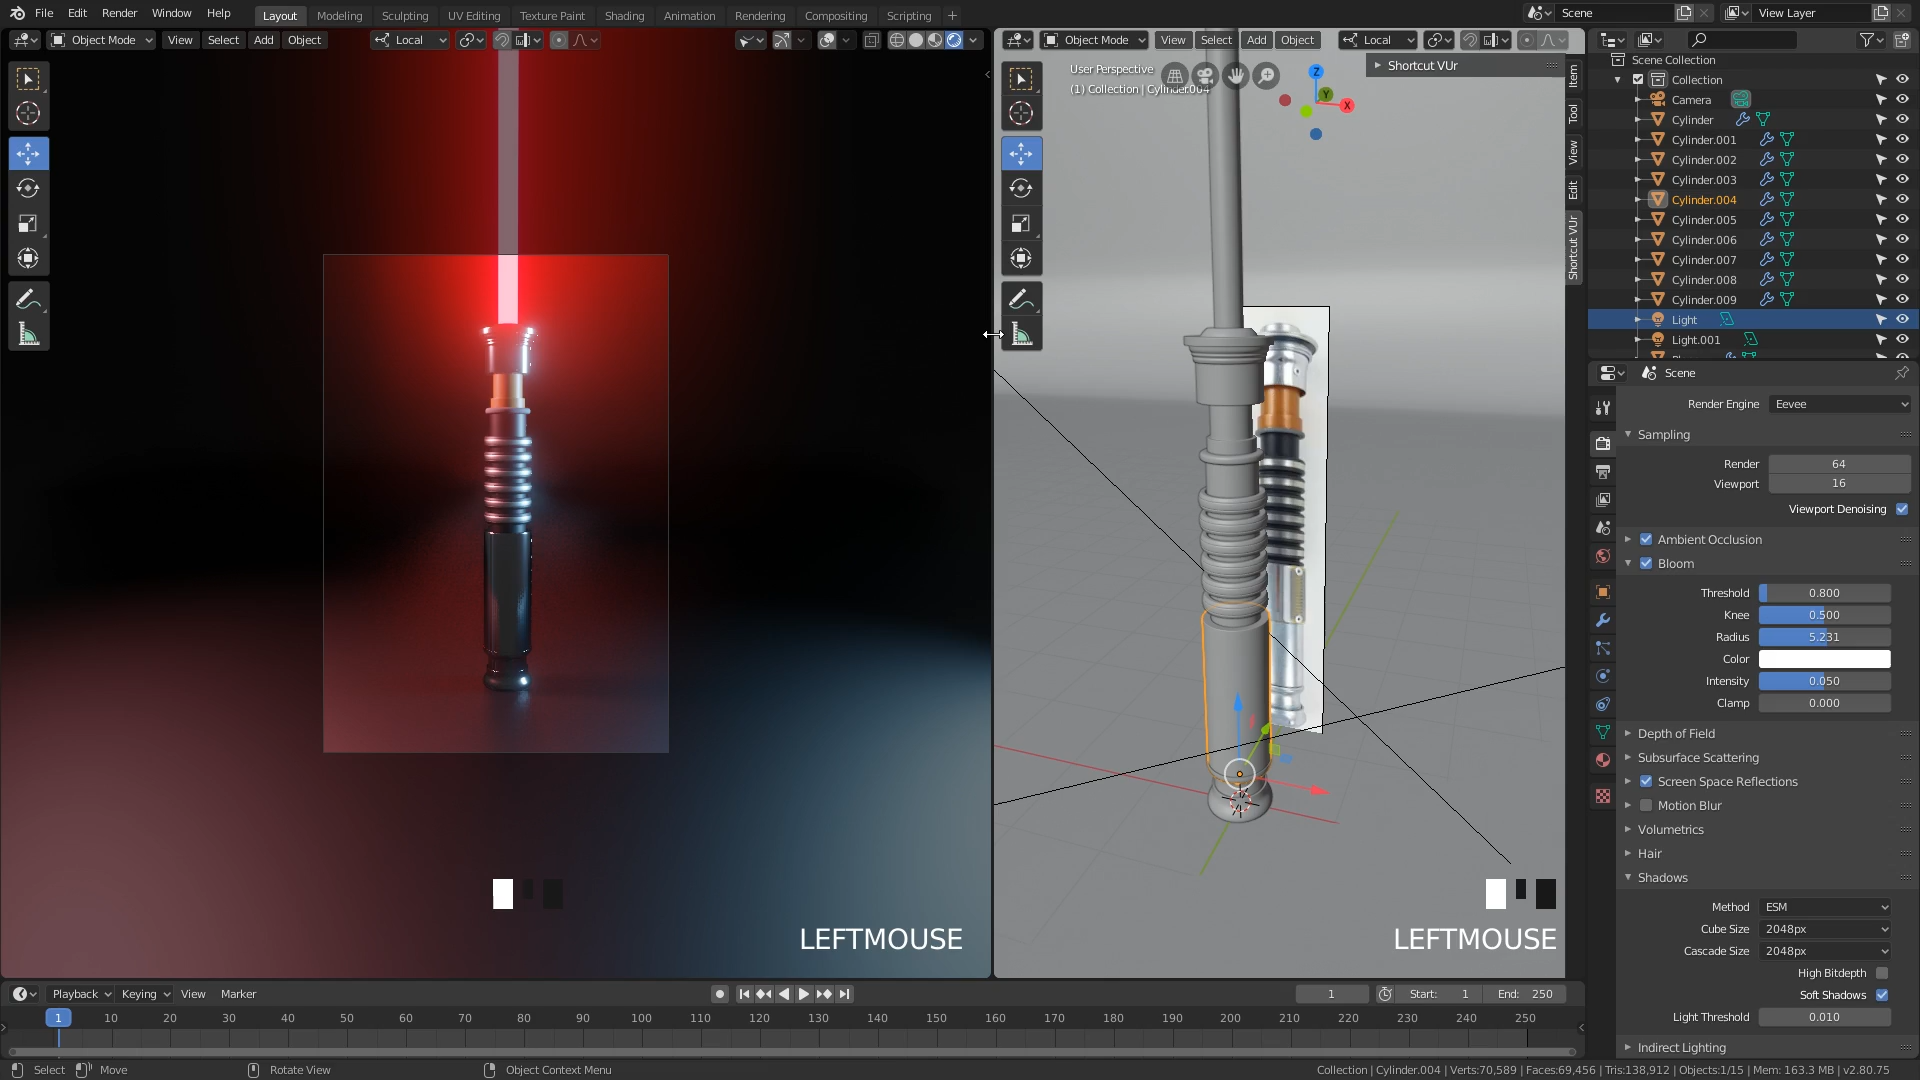 File Edit Render Window Help Layout Modeling Sculpting UV Editing Texture Paint Shading Animation Rendering Compositing Scripting + Scene View Layer
Object Mode View Select Add Object Local
Object Mode View Select Add Object Local
User Perspective
(1) Collection | Cylinder.004
Shortcut VUr
Z
Y
X
Item
Tool
View
Edit
Shortcut VUr
Scene Collection
Collection
Camera
Cylinder
Cylinder.001
Cylinder.002
Cylinder.003
Cylinder.004
Cylinder.005
Cylinder.006
Cylinder.007
Cylinder.008
Cylinder.009
Light
Light.001
Scene
Render Engine Eevee
Sampling
Render 64
Viewport 16
Viewport Denoising
Ambient Occlusion
Bloom
Threshold 0.800
Knee 0.500
Radius 5.231
Color
Intensity 0.050
Clamp 0.000
Depth of Field
Subsurface Scattering
Screen Space Reflections
Motion Blur
Volumetrics
Hair
Shadows
Method ESM
Cube Size 2048px
Cascade Size 2048px
High Bitdepth
Soft Shadows
Light Threshold 0.010
Indirect Lighting
LEFTMOUSE
LEFTMOUSE
Playback Keying View Marker 1 Start: 1 End: 250
1 10 20 30 40 50 60 70 80 90 100 110 120 130 140 150 160 170 180 190 200 210 220 230 240 250
Select Move Rotate View Object Context Menu Collection | Cylinder.004 | Verts:70,589 | Faces:69,456 | Tris:138,912 | Objects:1/15 | Mem: 163.3 MB | v2.80.75